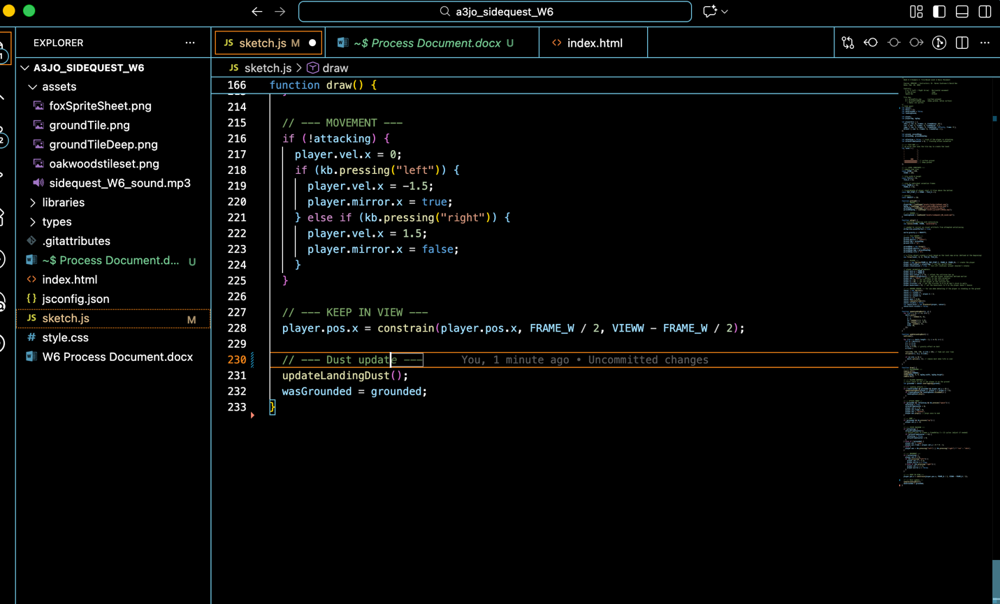 a3jo_sidequest_W6
EXPLORER
JS sketch.js M
~$ Process Document.docx U
index.html
A3JO_SIDEQUEST_W6
JS sketch.js > draw
assets
foxSpriteSheet.png
groundTile.png
groundTileDeep.png
oakwoodstileset.png
sidequest_W6_sound.mp3
libraries
types
.gitattributes
~$ Process Document.d... U
index.html
jsconfig.json
JS sketch.js M
# style.css
W6 Process Document.docx
166 function draw() {
214
215 // --- MOVEMENT ---
216 if (!attacking) {
217 player.vel.x = 0;
218 if (kb.pressing("left")) {
219 player.vel.x = -1.5;
220 player.mirror.x = true;
221 } else if (kb.pressing("right")) {
222 player.vel.x = 1.5;
223 player.mirror.x = false;
224 }
225 }
226
227 // --- KEEP IN VIEW ---
228 player.pos.x = constrain(player.pos.x, FRAME_W / 2, VIEWW - FRAME_W / 2);
229
230 // --- Dust update --- You, 1 minute ago • Uncommitted changes
231 updateLandingDust();
232 wasGrounded = grounded;
233 }